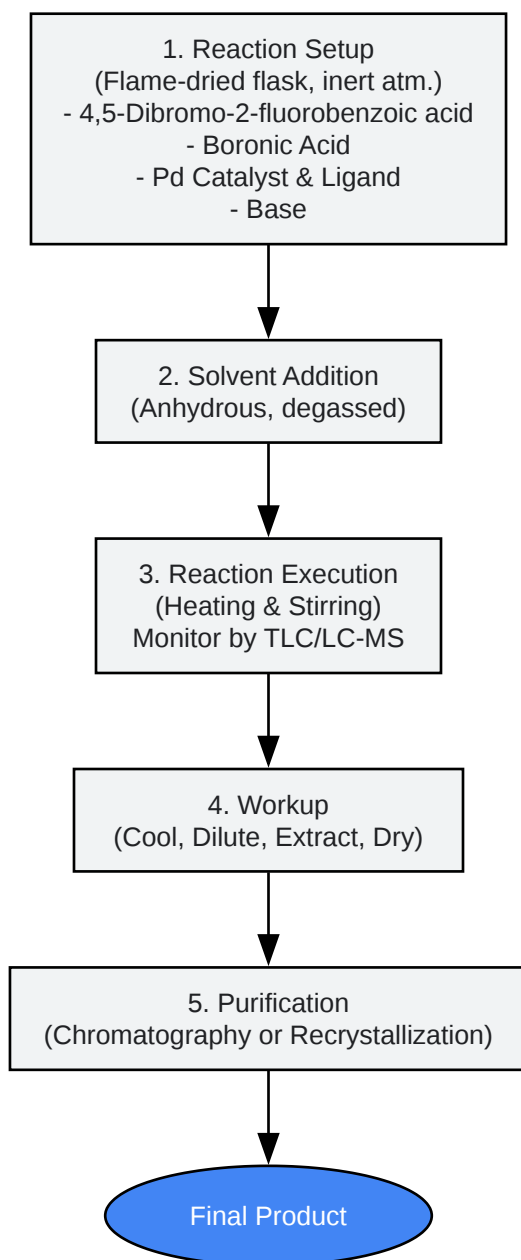 1. Reaction Setup
(Flame-dried flask, inert atm.)
- 4,5-Dibromo-2-fluorobenzoic acid
- Boronic Acid
- Pd Catalyst & Ligand
- Base
2. Solvent Addition
(Anhydrous, degassed)
3. Reaction Execution
(Heating & Stirring)
Monitor by TLC/LC-MS
4. Workup
(Cool, Dilute, Extract, Dry)
5. Purification
(Chromatography or Recrystallization)
Final Product